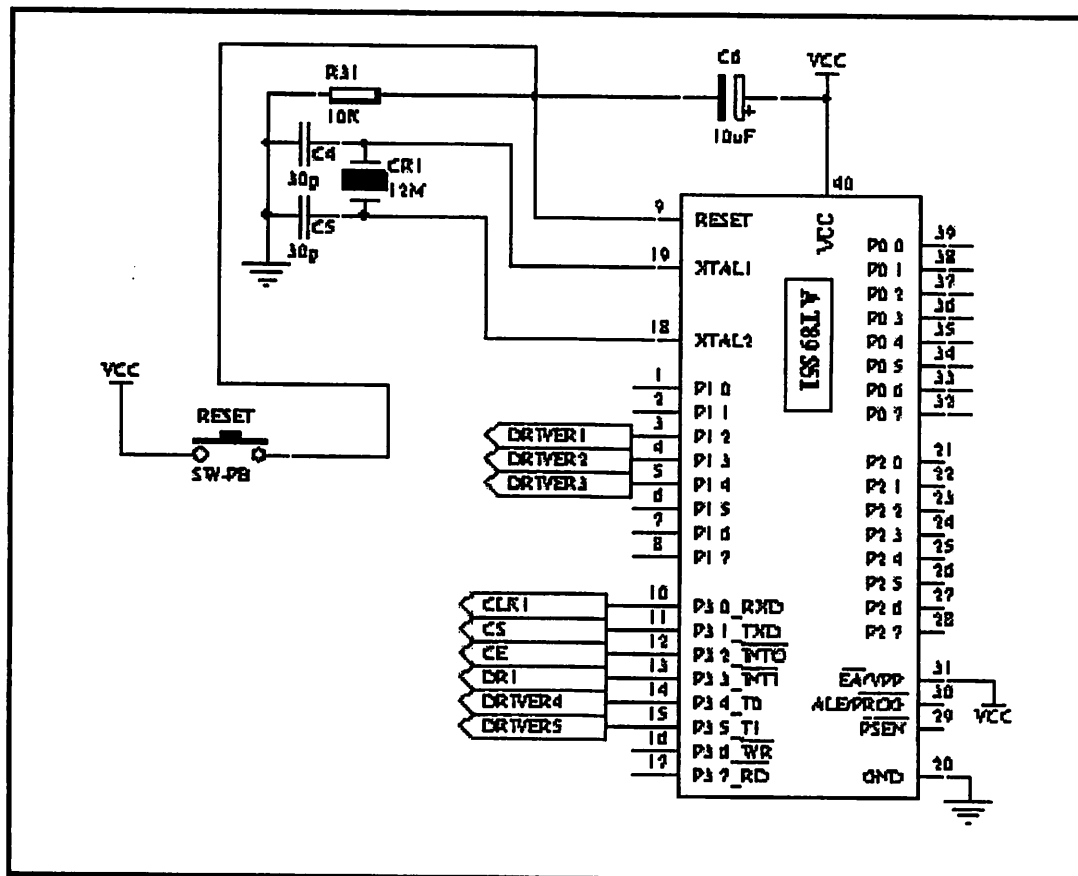 R31
10K
C6
10uF
VCC
40
C4
30p
CR1
12M
C5
30p
VCC
RESET
SW-PB
AT89S51
VCC
9 RESET
19 XTAL1
18 XTAL2
1 P1 0
2 P1 1
DRIVER1 3 P1 2
DRIVER2 4 P1 3
DRIVER3 5 P1 4
6 P1 5
7 P1 6
8 P1 7
CLK1 10 P3 0_RXD
CS 11 P3 1_TXD
CE 12 P3 2_INT0
DR1 13 P3 3_INT1
DRIVER4 14 P3 4_T0
DRIVER5 15 P3 5_T1
16 P3 6_WR
17 P3 7_RD
P0 0 39
P0 1 38
P0 2 37
P0 3 36
P0 4 35
P0 5 34
P0 6 33
P0 7 32
P2 0 21
P2 1 22
P2 2 23
P2 3 24
P2 4 25
P2 5 26
P2 6 27
P2 7 28
EA/VPP 31
ALE/PROG 30
PSEN 29
VCC
GND 20